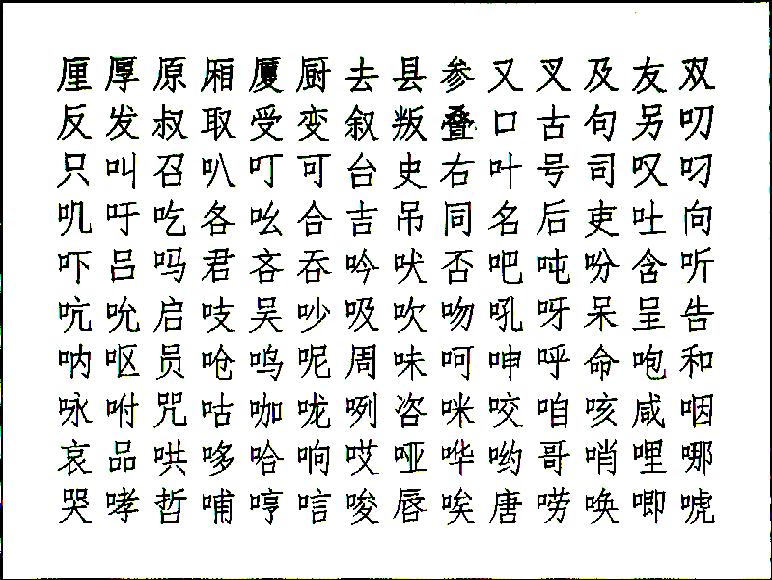 厘厚原厢厦厨去县参又叉及友双
反发叔取受变叙叛叠口古句另叨
只叫召叭叮可台史右叶号司叹叼
叽吁吃各吆合吉吊同名后吏吐向
吓吕吗君吝吞吟吠否吧吨吩含听
吭吮启吱吴吵吸吹吻吼呀呆呈告
呐呕员呛呜呢周味呵呻呼命咆和
咏咐咒咕咖咙咧咨咪咬咱咳咸咽
哀品哄哆哈响哎哑哗哟哥哨哩哪
哭哮哲哺哼唁唆唇唉唐唠唤唧唬